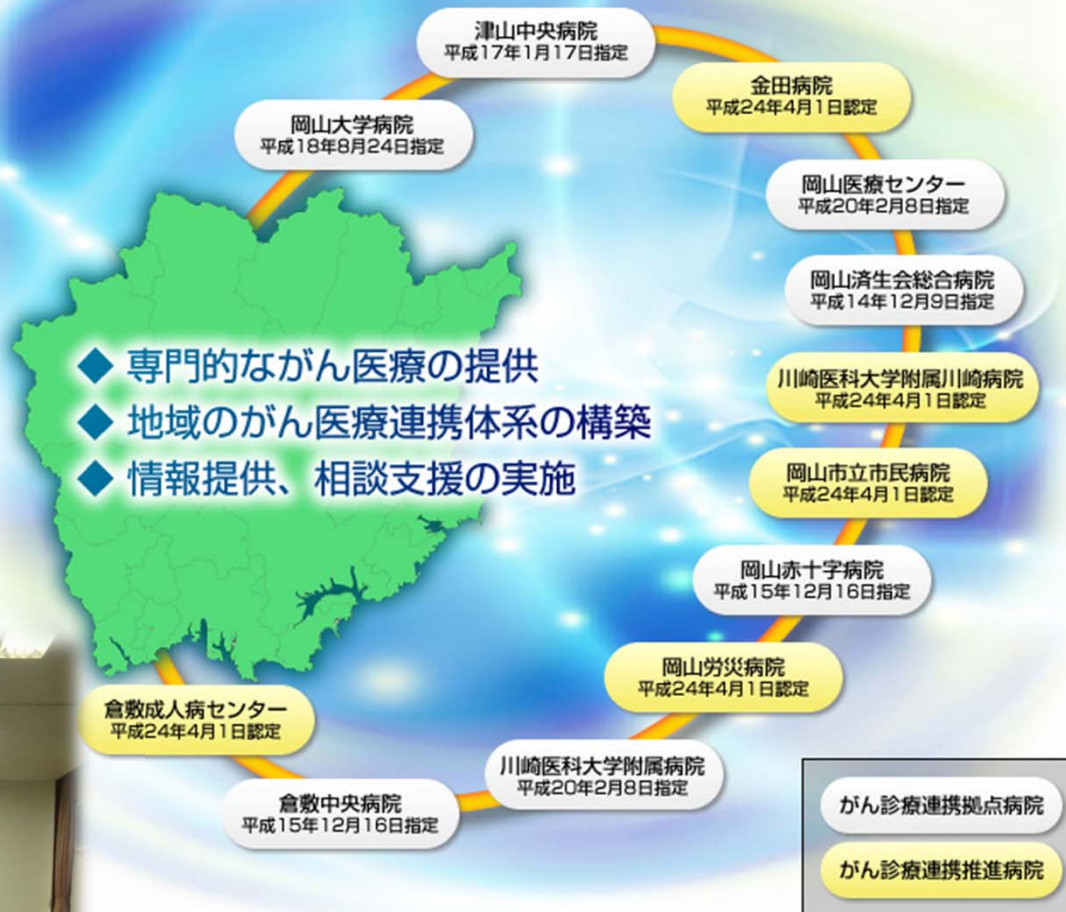 津山中央病院
平成17年1月17日指定
金田病院
平成24年4月1日認定
岡山大学病院
平成18年8月24日指定
岡山医療センター
平成20年2月8日指定
岡山済生会総合病院
平成14年12月9日指定
◆ 専門的ながん医療の提供
◆ 地域のがん医療連携体系の構築
◆ 情報提供、相談支援の実施
川崎医科大学附属川崎病院
平成24年4月1日認定
岡山市立市民病院
平成24年4月1日認定
岡山赤十字病院
平成15年12月16日指定
岡山労災病院
平成24年4月1日認定
倉敷成人病センター
平成24年4月1日認定
川崎医科大学附属病院
平成20年2月8日指定
倉敷中央病院
平成15年12月16日指定
がん診療連携拠点病院
がん診療連携推進病院